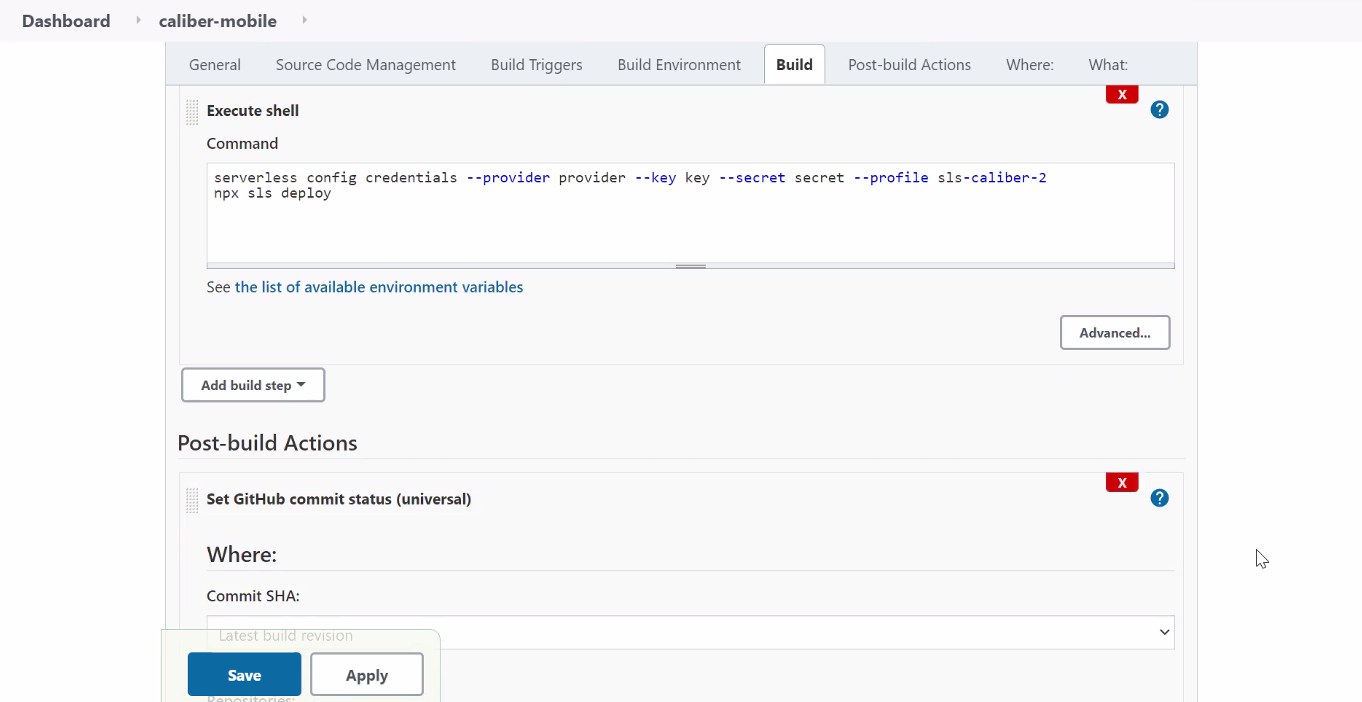 Dashboard caliber-mobile
General Source Code Management Build Triggers Build Environment Build Post-build Actions Where: What:
X
Execute shell ?
Command
serverless config credentials --provider provider --key key --secret secret --profile sls-caliber-2
npx sls deploy
See the list of available environment variables
Advanced...
Add build step
Post-build Actions
X
Set GitHub commit status (universal) ?
Where:
Commit SHA:
Latest build revision
Save Apply
Repositories: